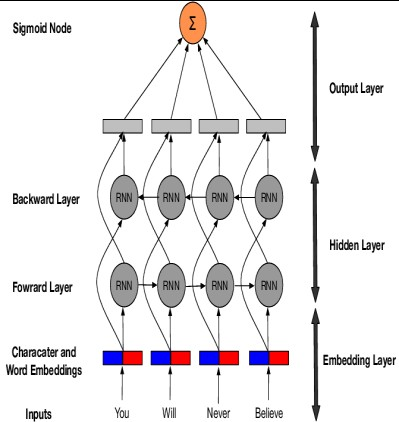 Sigmoid Node
Σ
Output Layer
Backward Layer
RNN RNN RNN RNN
Hidden Layer
Fowrard Layer
RNN RNN RNN RNN
Characater and
Word Embeddings
Embedding Layer
Inputs
You Will Never Believe